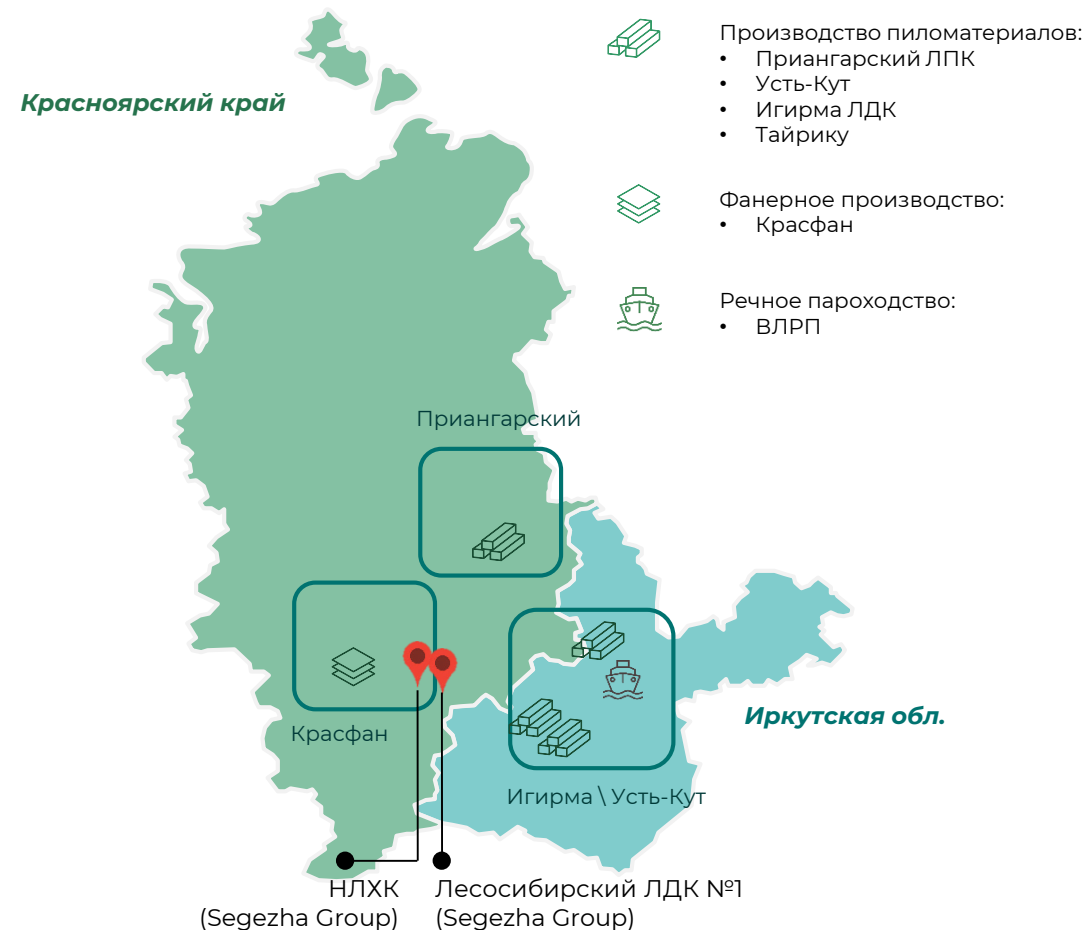 Красноярский край
Производство пиломатериалов:
• Приангарский ЛПК
• Усть-Кут
• Игирма ЛДК
• Тайрику
Фанерное производство:
• Красфан
Речное пароходство:
• ВЛРП
Приангарский
Красфан
Иркутская обл.
Игирма \ Усть-Кут
НЛХК
(Segezha Group)
Лесосибирский ЛДК №1
(Segezha Group)